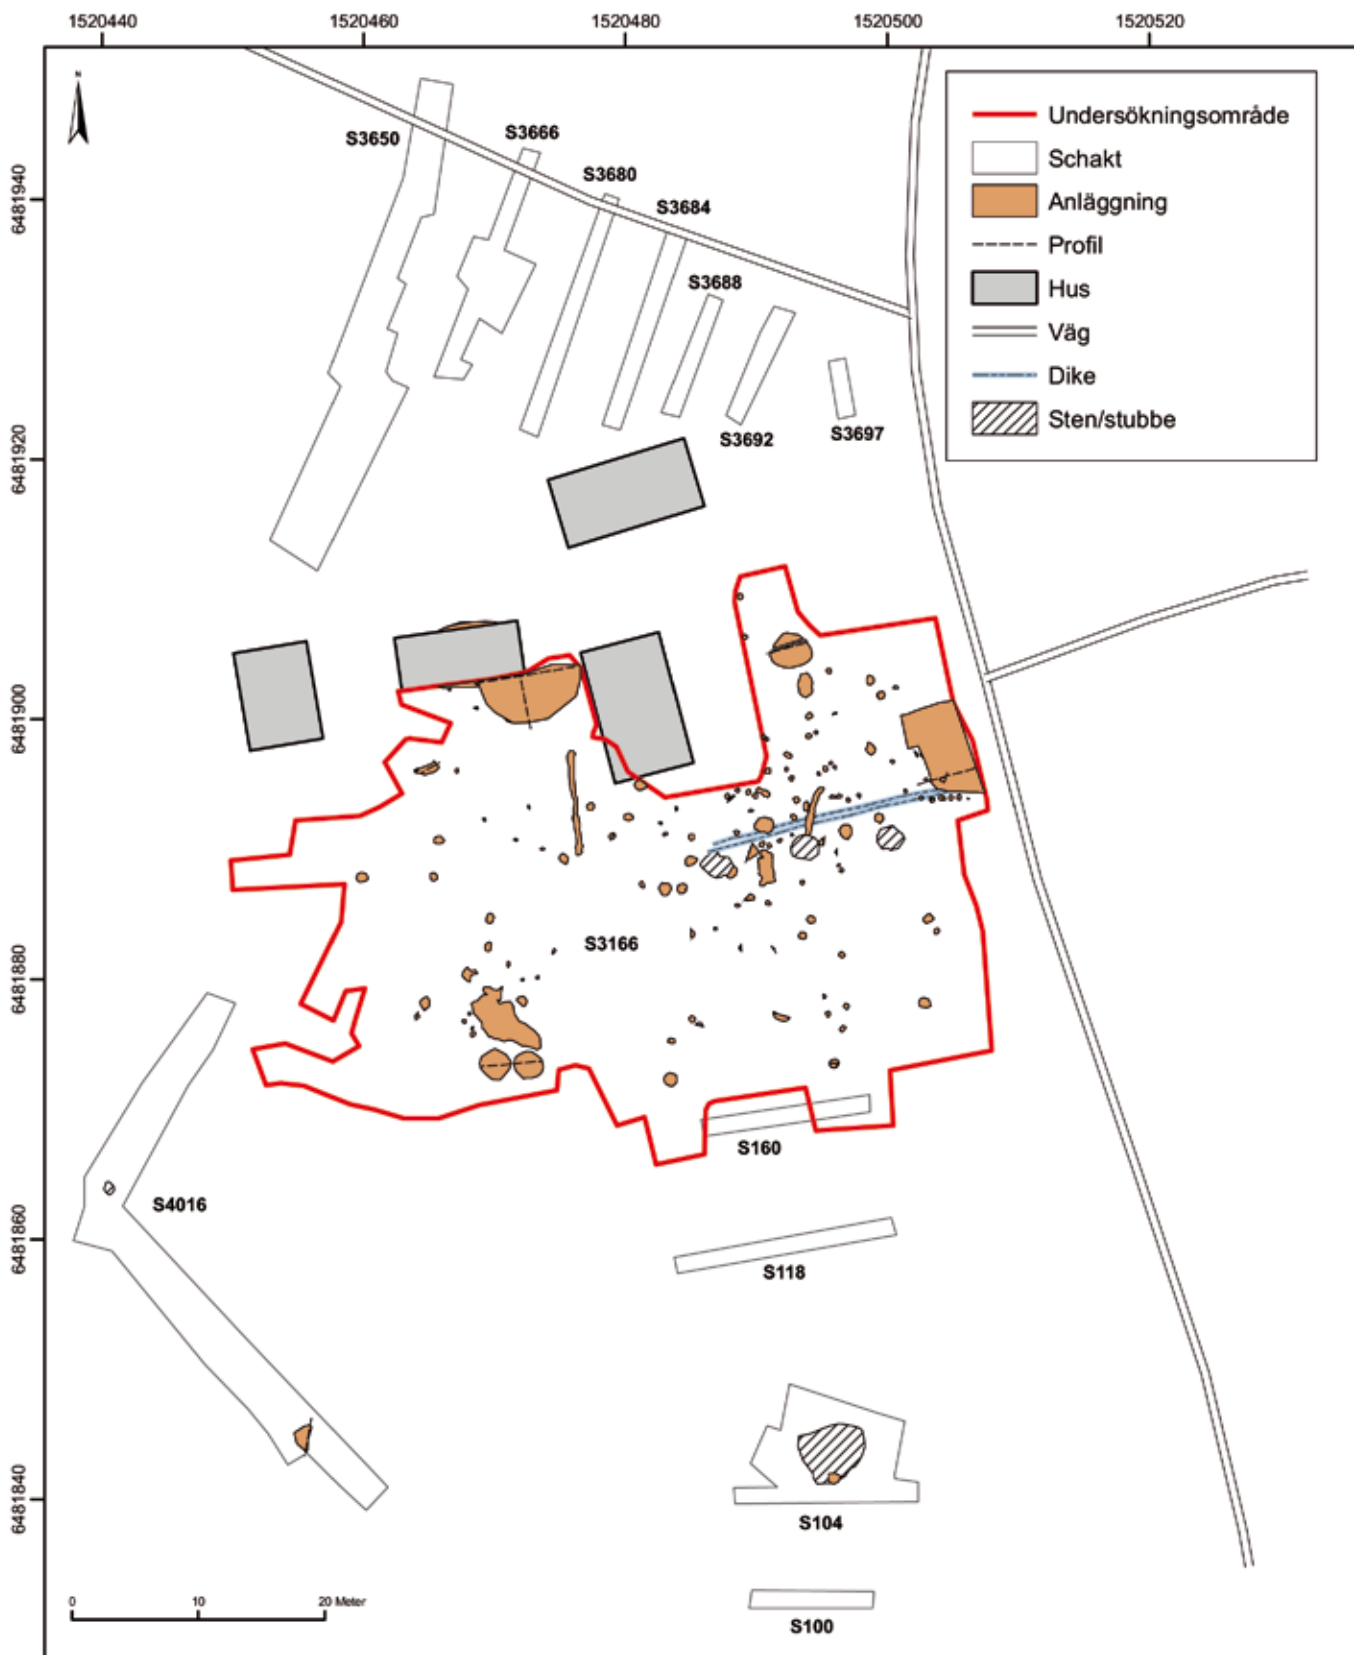 1520440 1520460 1520480 1520500 1520520
N
Undersökningsområde
Schakt
Anläggning
Profil
Hus
Väg
Dike
Sten/stubbe
S3650
S3666
S3680
S3684
S3688
S3692
S3697
6481940
6481920
6481900
6481880
6481860
6481840
S3166
S160
S4016
S118
S104
S100
0 10 20 Meter